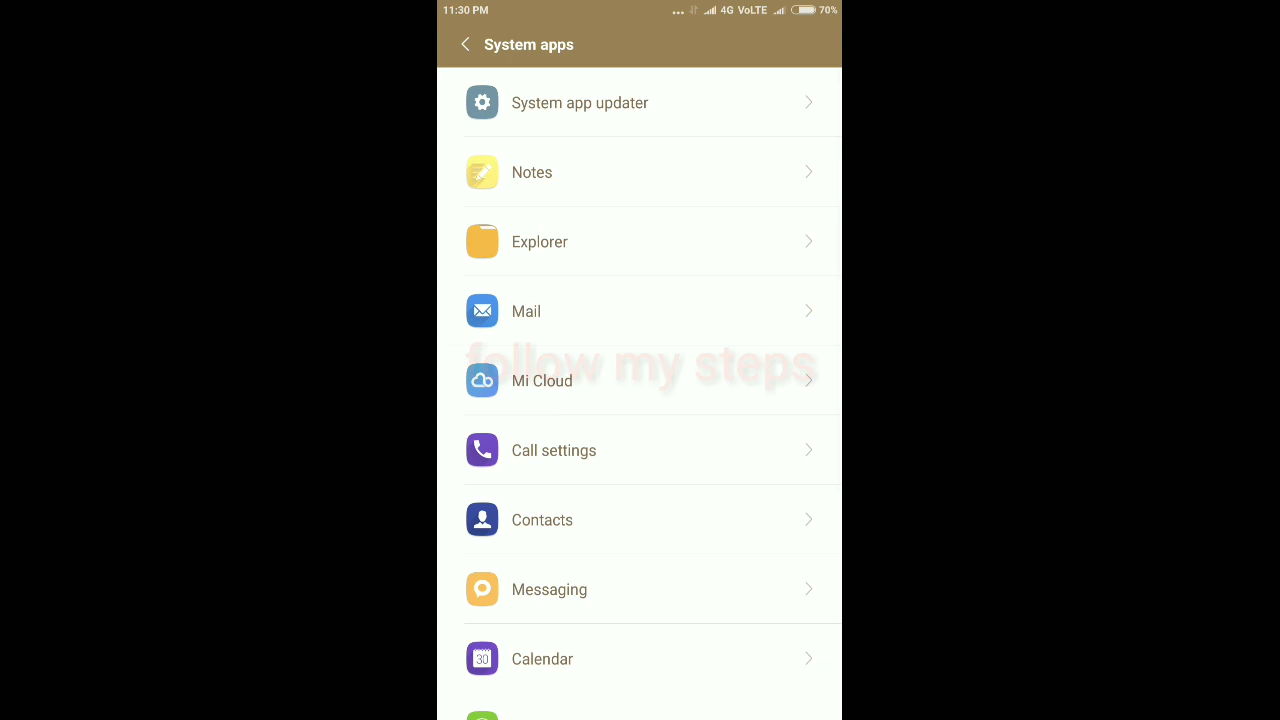 11:30 PM
... 4G VoLTE 70%
System apps
System app updater
Notes
Explorer
Mail
follow my steps
Mi Cloud
Call settings
Contacts
Messaging
30
Calendar